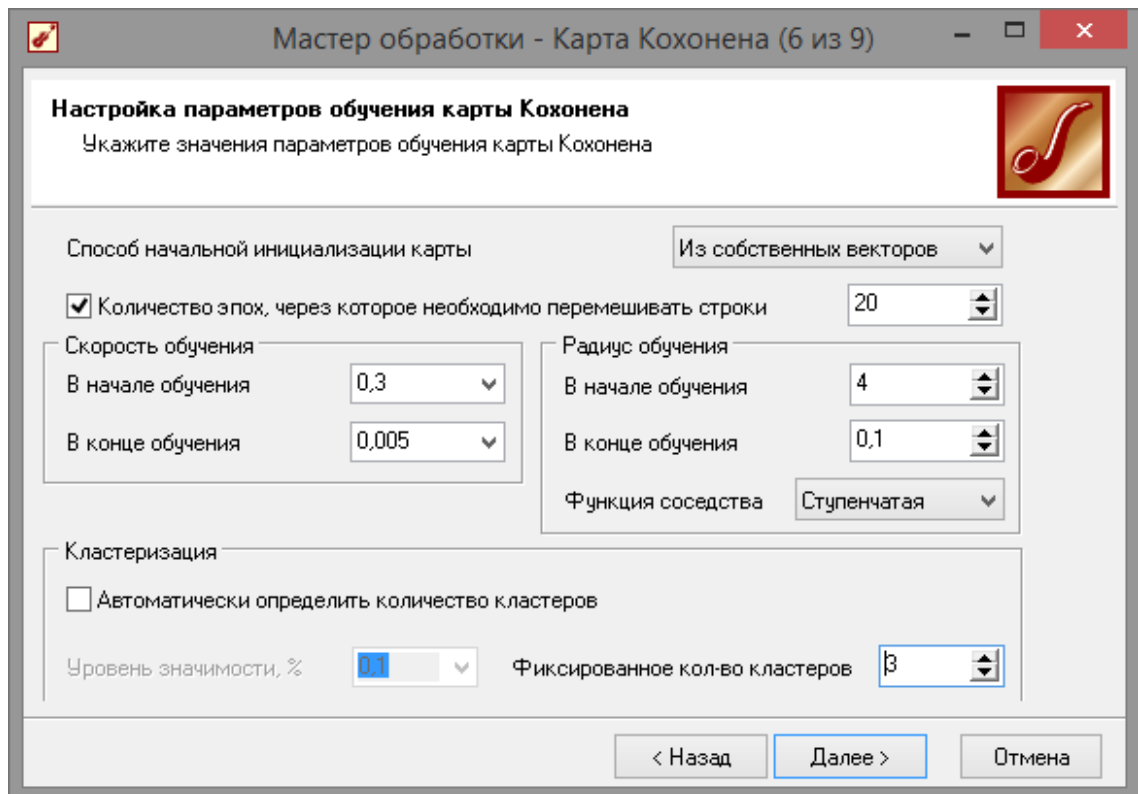 Мастер обработки - Карта Кохонена (6 из 9)
Настройка параметров обучения карты Кохонена
Укажите значения параметров обучения карты Кохонена
Способ начальной инициализации карты Из собственных векторов
Количество эпох, через которое необходимо перемешивать строки 20
Скорость обучения
В начале обучения 0,3
В конце обучения 0,005
Радиус обучения
В начале обучения 4
В конце обучения 0,1
Функция соседства Ступенчатая
Кластеризация
Автоматически определить количество кластеров
Уровень значимости, % 0,1 Фиксированное кол-во кластеров 3
< Назад Далее > Отмена